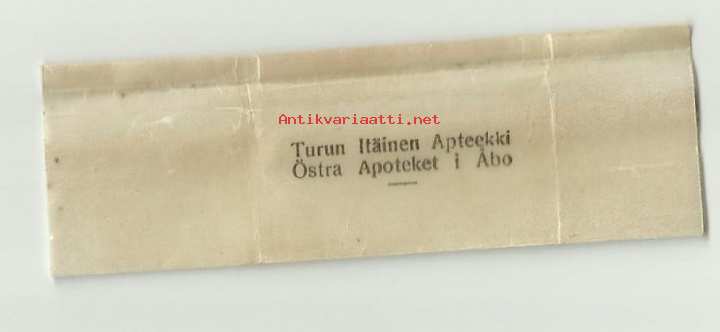 Antikvariaatti.net
Turun Itäinen Apteekki
Östra Apoteket i Åbo